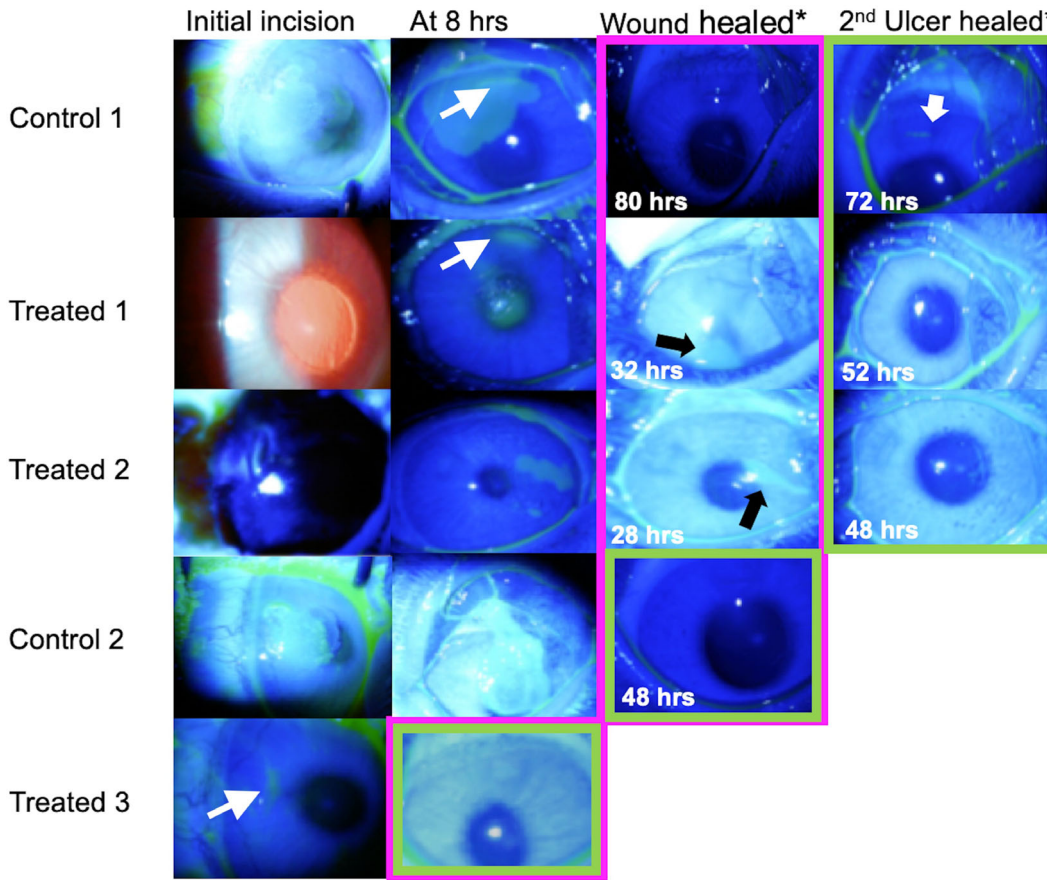 Initial incision At 8 hrs Wound healed* 2nd Ulcer healed*
Control 1
80 hrs 72 hrs
Treated 1
32 hrs 52 hrs
Treated 2
28 hrs 48 hrs
Control 2
48 hrs
Treated 3